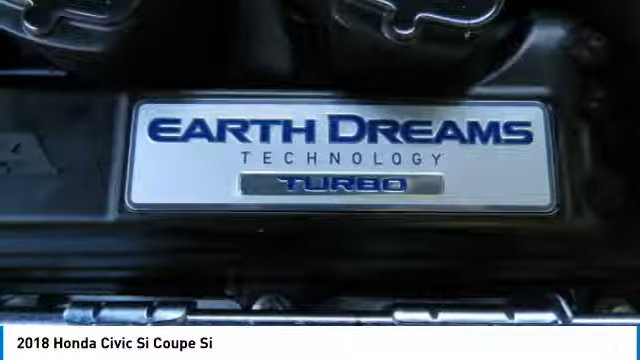 EARTH DREAMS
TECHNOLOGY
TURBO
2018 Honda Civic Si Coupe Si